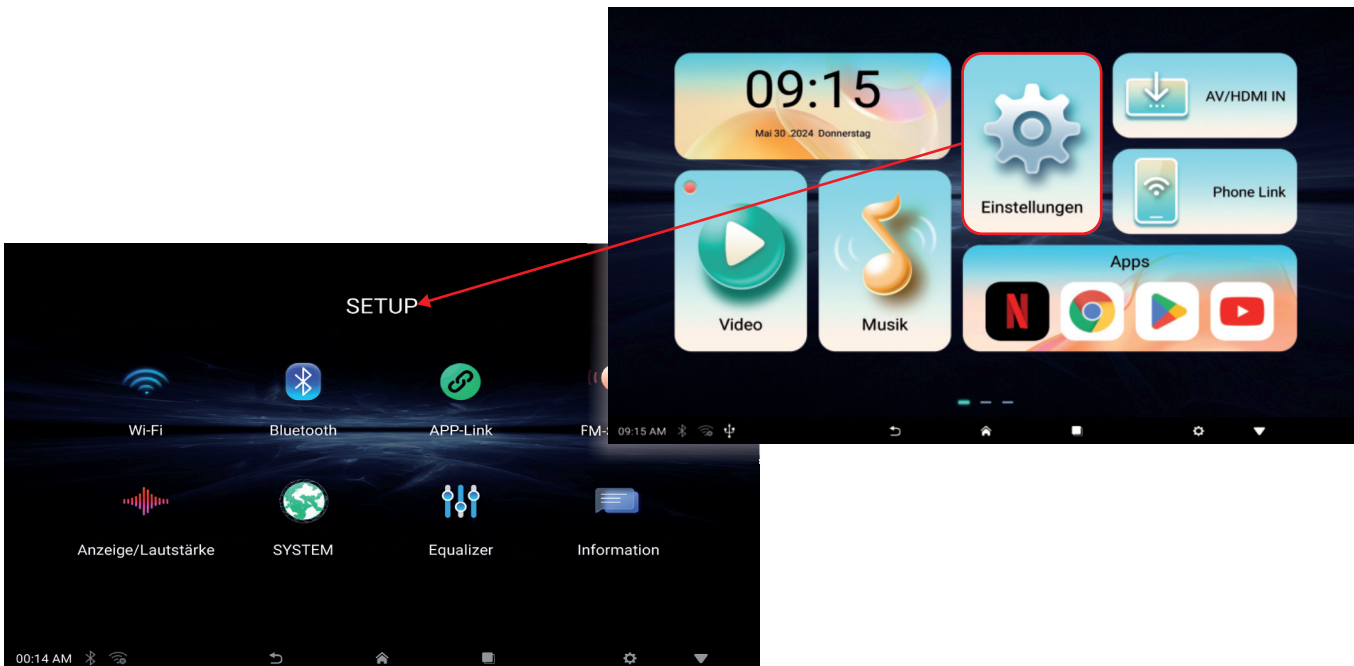 09:15
Mai 30 .2024 Donnerstag
Einstellungen
AV/HDMI IN
Phone Link
Video
Musik
Apps
N
09:15 AM
SETUP
Wi-Fi
Bluetooth
APP-Link
FM-
Anzeige/Lautstärke
SYSTEM
Equalizer
Information
00:14 AM